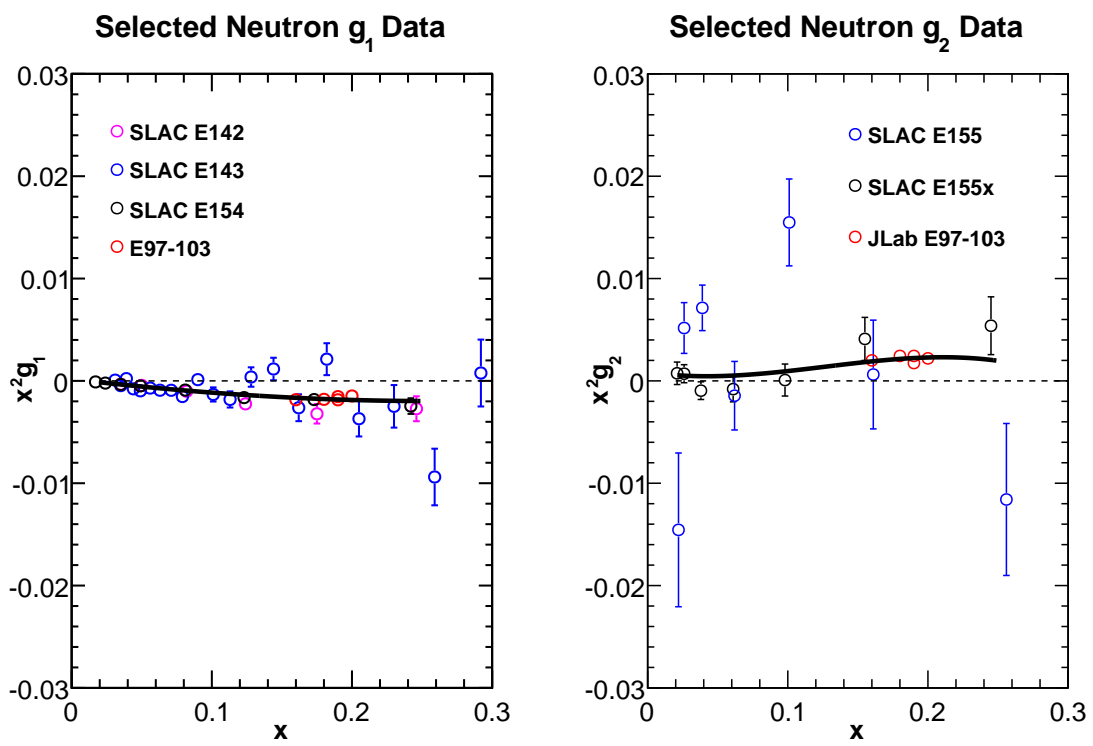 Selected Neutron g1 Data
0.03
0.02
0.01
0
-0.01
-0.02
-0.03
x²g1
SLAC E142
SLAC E143
SLAC E154
E97-103
0
0.1
0.2
0.3
x
Selected Neutron g2 Data
0.03
0.02
0.01
0
-0.01
-0.02
-0.03
x²g2
SLAC E155
SLAC E155x
JLab E97-103
0
0.1
0.2
0.3
x